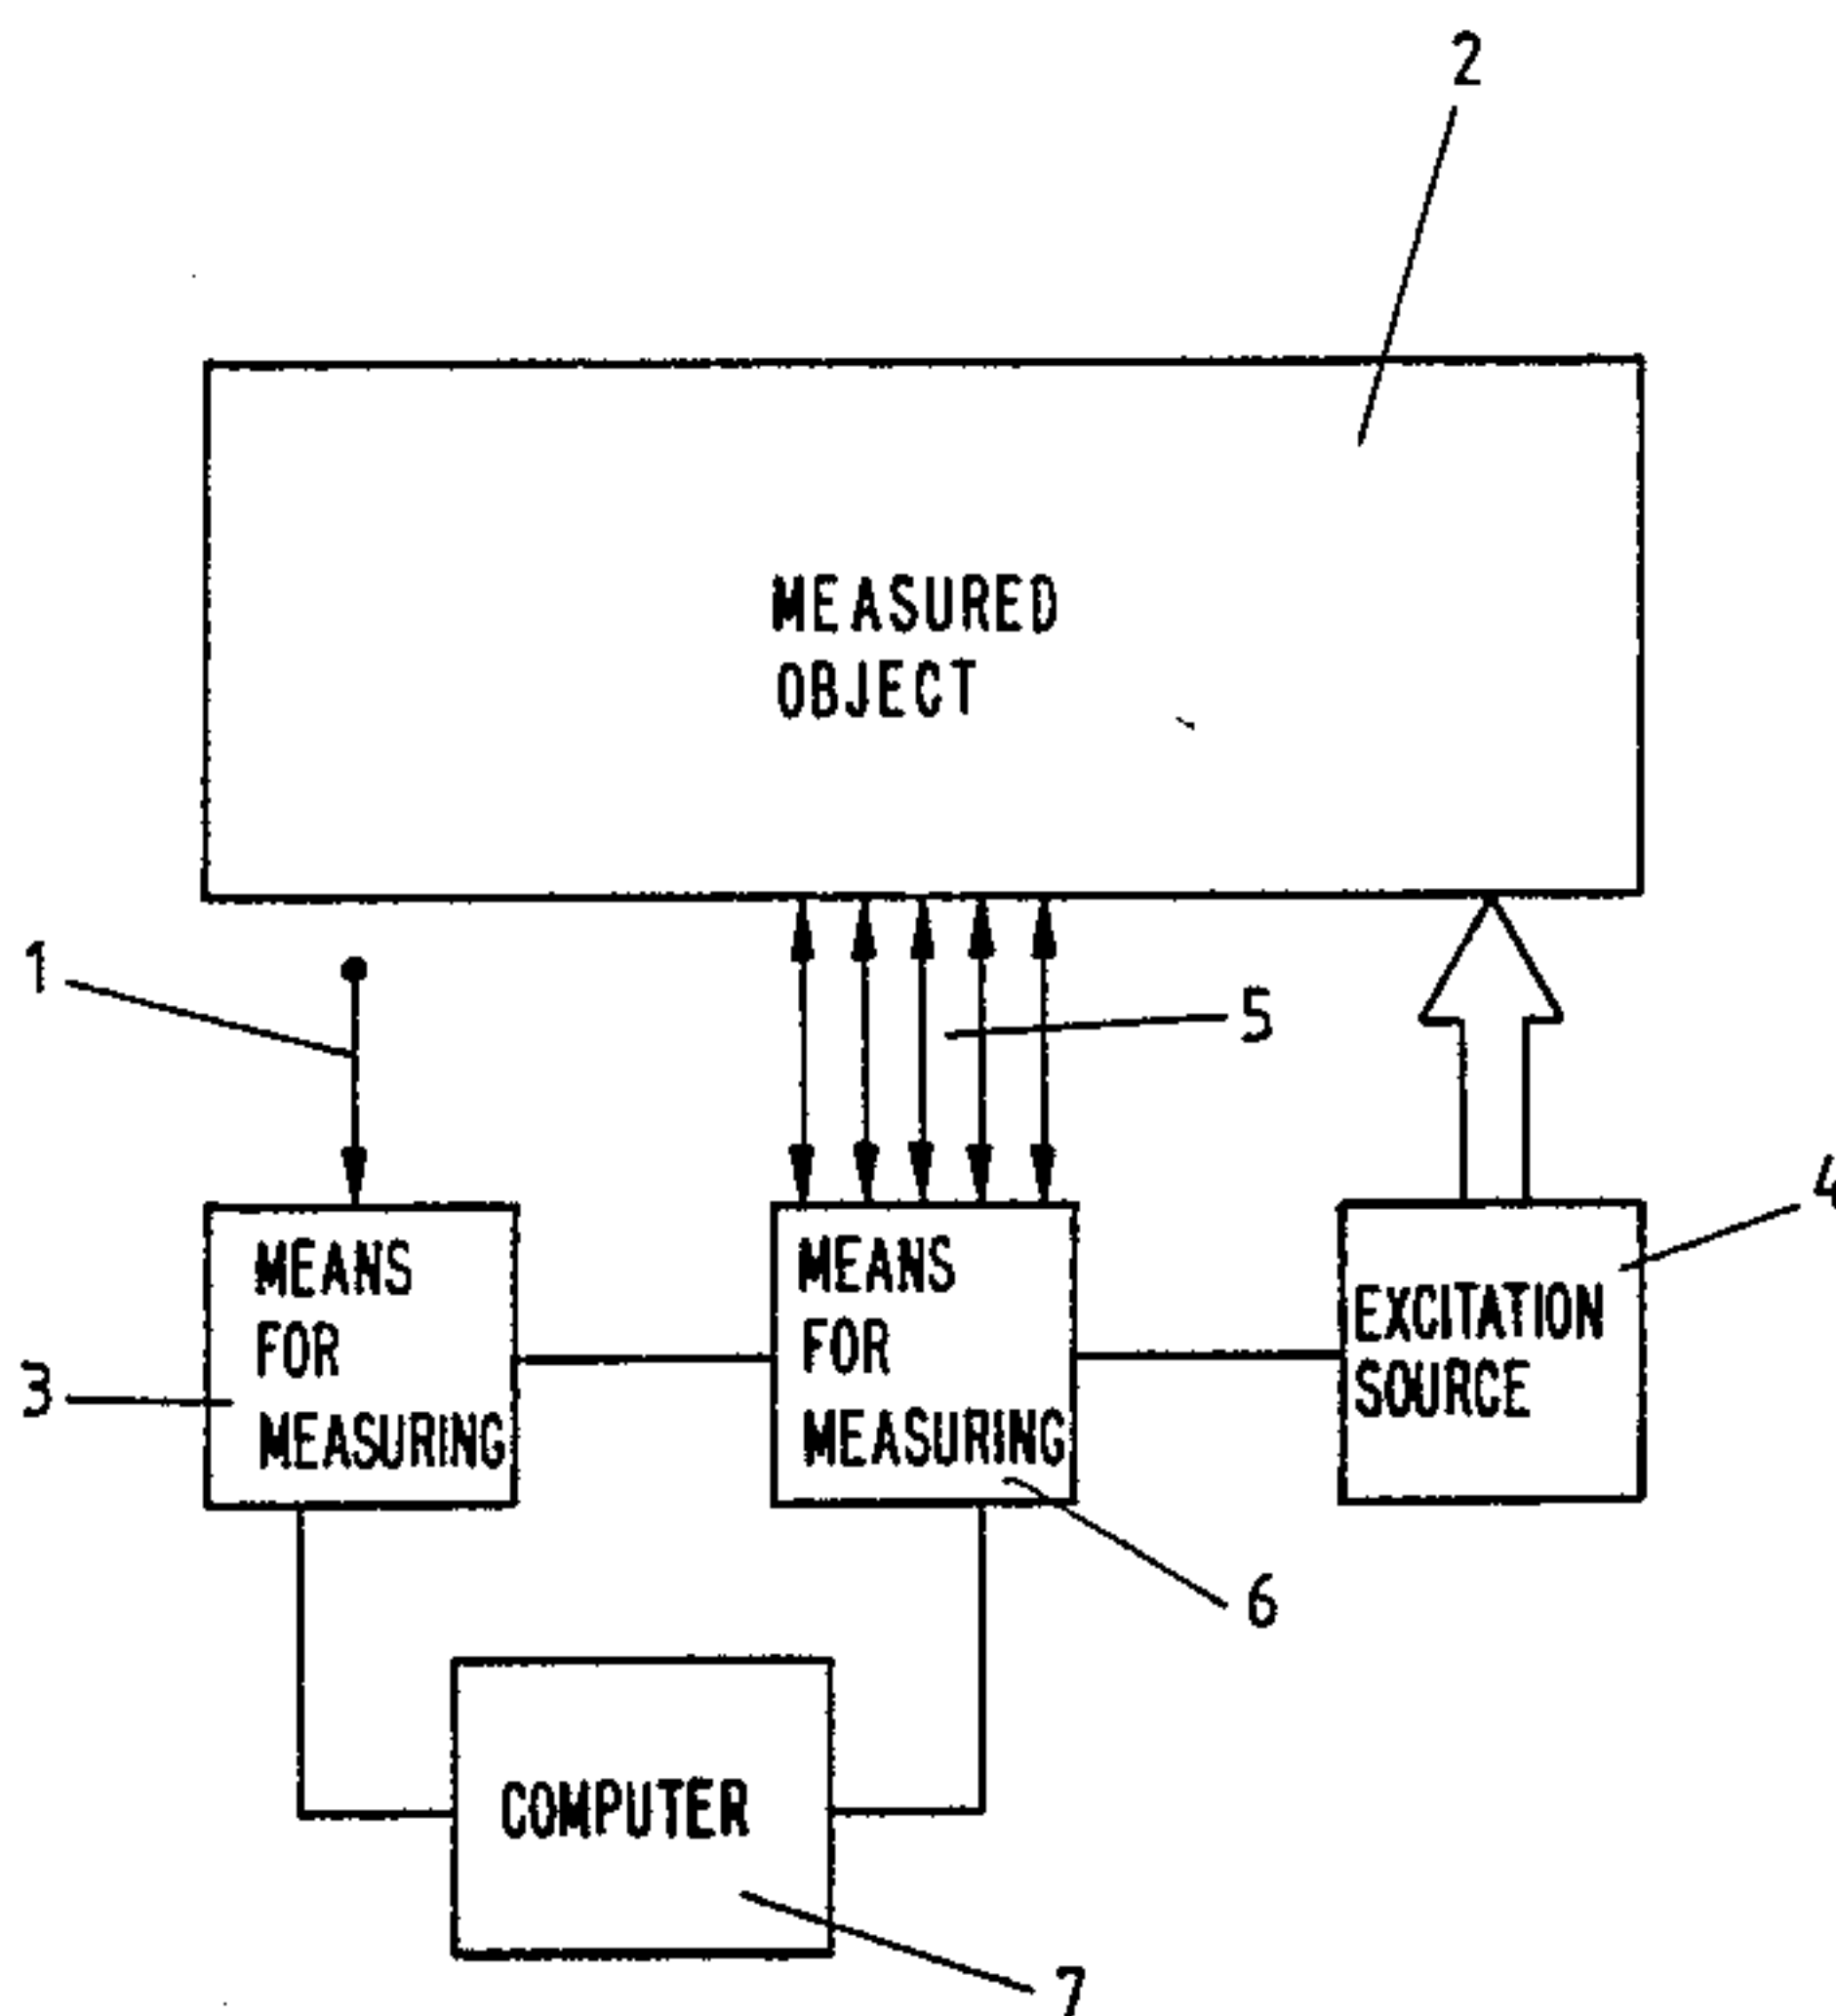 2
MEASURED
OBJECT
1
5
4
MEANS
FOR
MEASURING
MEANS
FOR
MEASURING
EXCITATION
SOURCE
3
6
COMPUTER
7